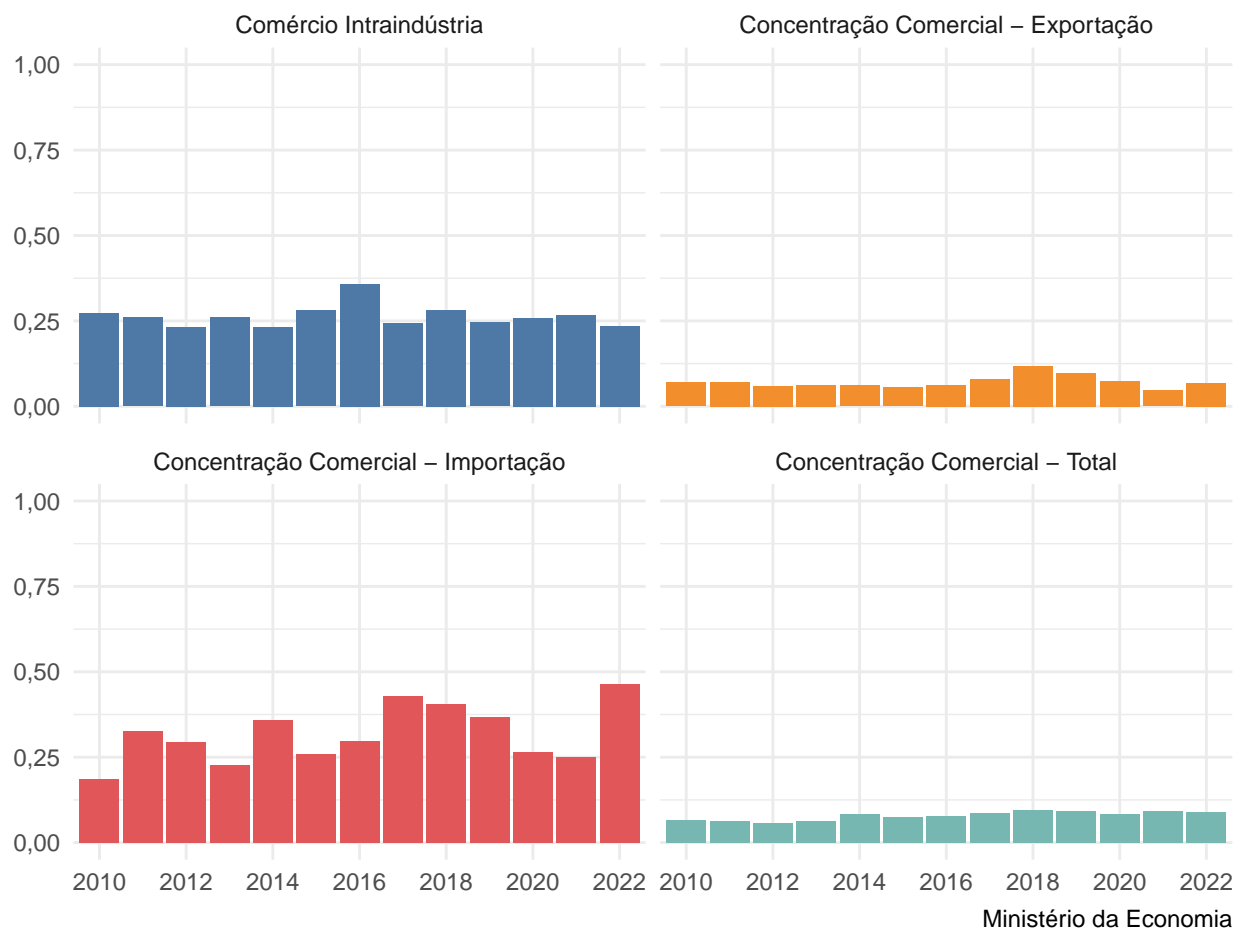 Comércio Intraindústria
Concentração Comercial – Exportação
1,00
0,75
0,50
0,25
0,00
Concentração Comercial – Importação
Concentração Comercial – Total
1,00
0,75
0,50
0,25
0,00
2010 2012 2014 2016 2018 2020 2022
2010 2012 2014 2016 2018 2020 2022
Ministério da Economia